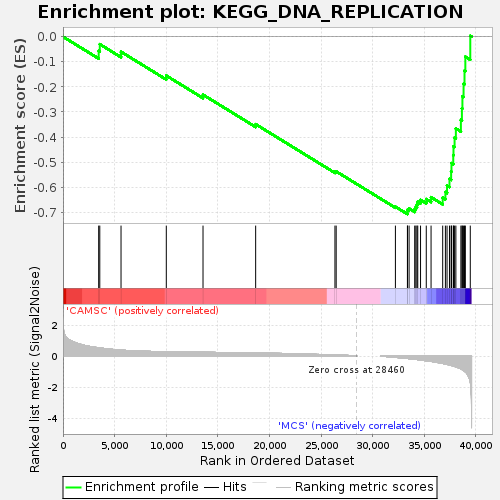 Enrichment plot: KEGG_DNA_REPLICATION
Enrichment score (ES)
0.0
-0.1
-0.2
-0.3
-0.4
-0.5
-0.6
-0.7
'CAMSC' (positively correlated)
Ranked list metric (Signal2Noise)
2
0
-2
-4
Zero cross at 28460
'MCS' (negatively correlated)
0
5,000
10,000
15,000
20,000
25,000
30,000
35,000
40,000
Rank in Ordered Dataset
Enrichment profile
Hits
Ranking metric scores